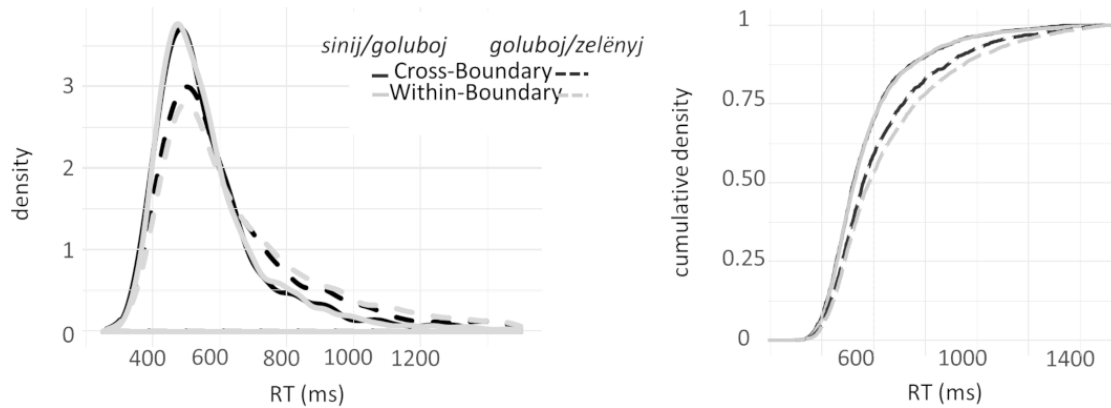 sinij/goluboj goluboj/zelënyj
Cross-Boundary
Within-Boundary
density
3
2
1
0
400 600 800 1000 1200
RT (ms)
cumulative density
1
0.75
0.50
0.25
0
600 1000 1400
RT (ms)